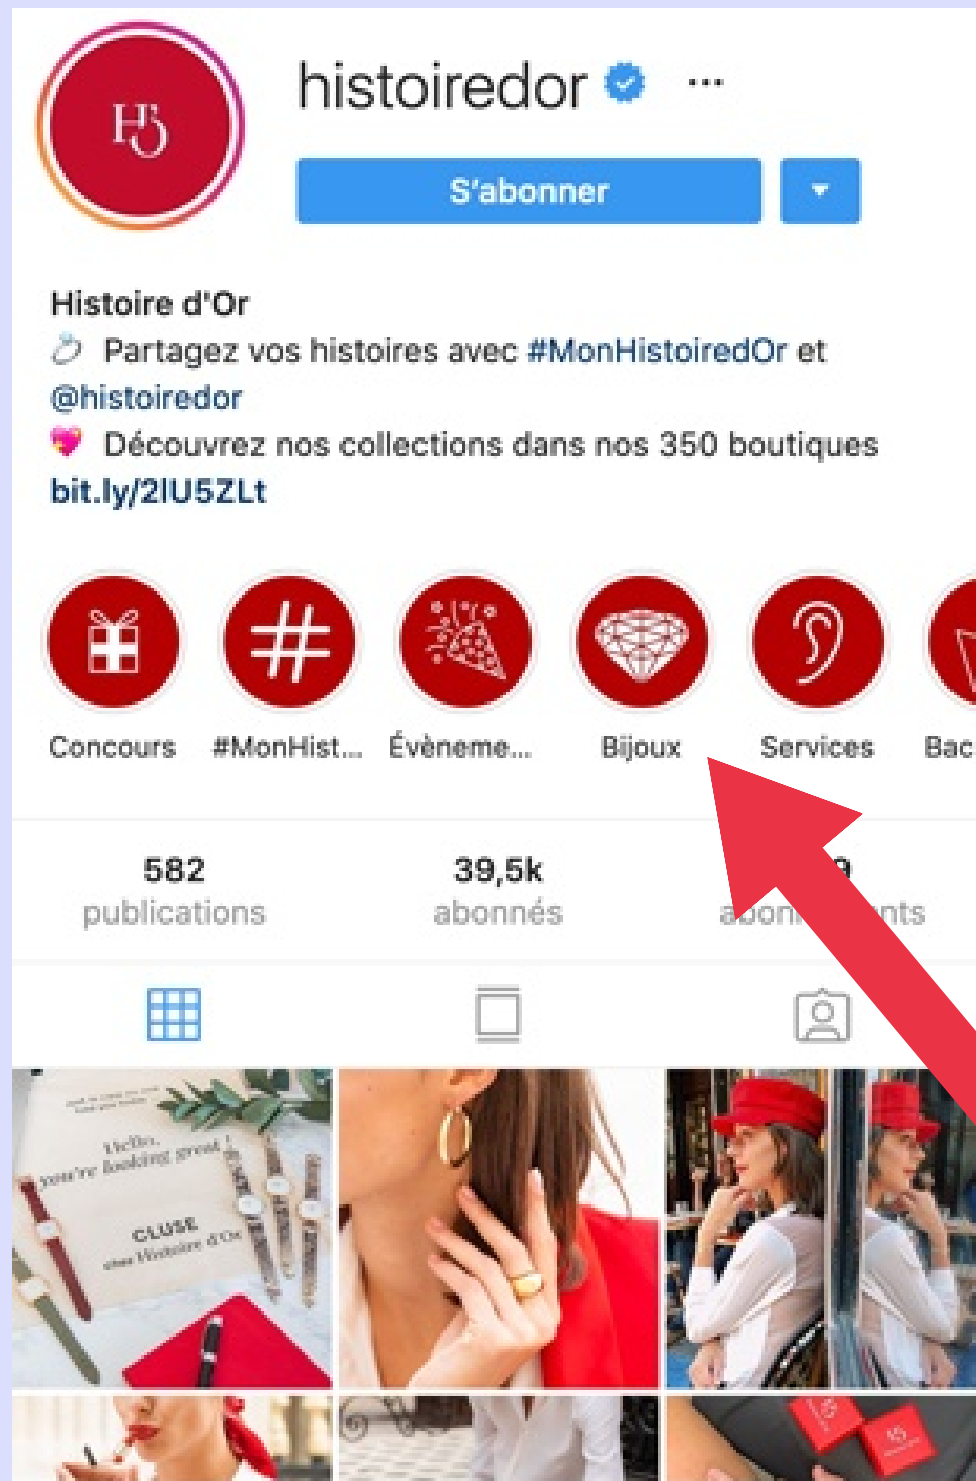 histoiredor
S'abonner
Histoire d'Or
Partagez vos histoires avec #MonHistoiredOr et
@histoiredor
Découvrez nos collections dans nos 350 boutiques
bit.ly/2lU5ZLt
Concours #MonHist... Évèneme... Bijoux Services Bac
582 39,5k 9
publications abonnés
Hello,
you're looking great !
CLUSE
chez Histoire d'Or